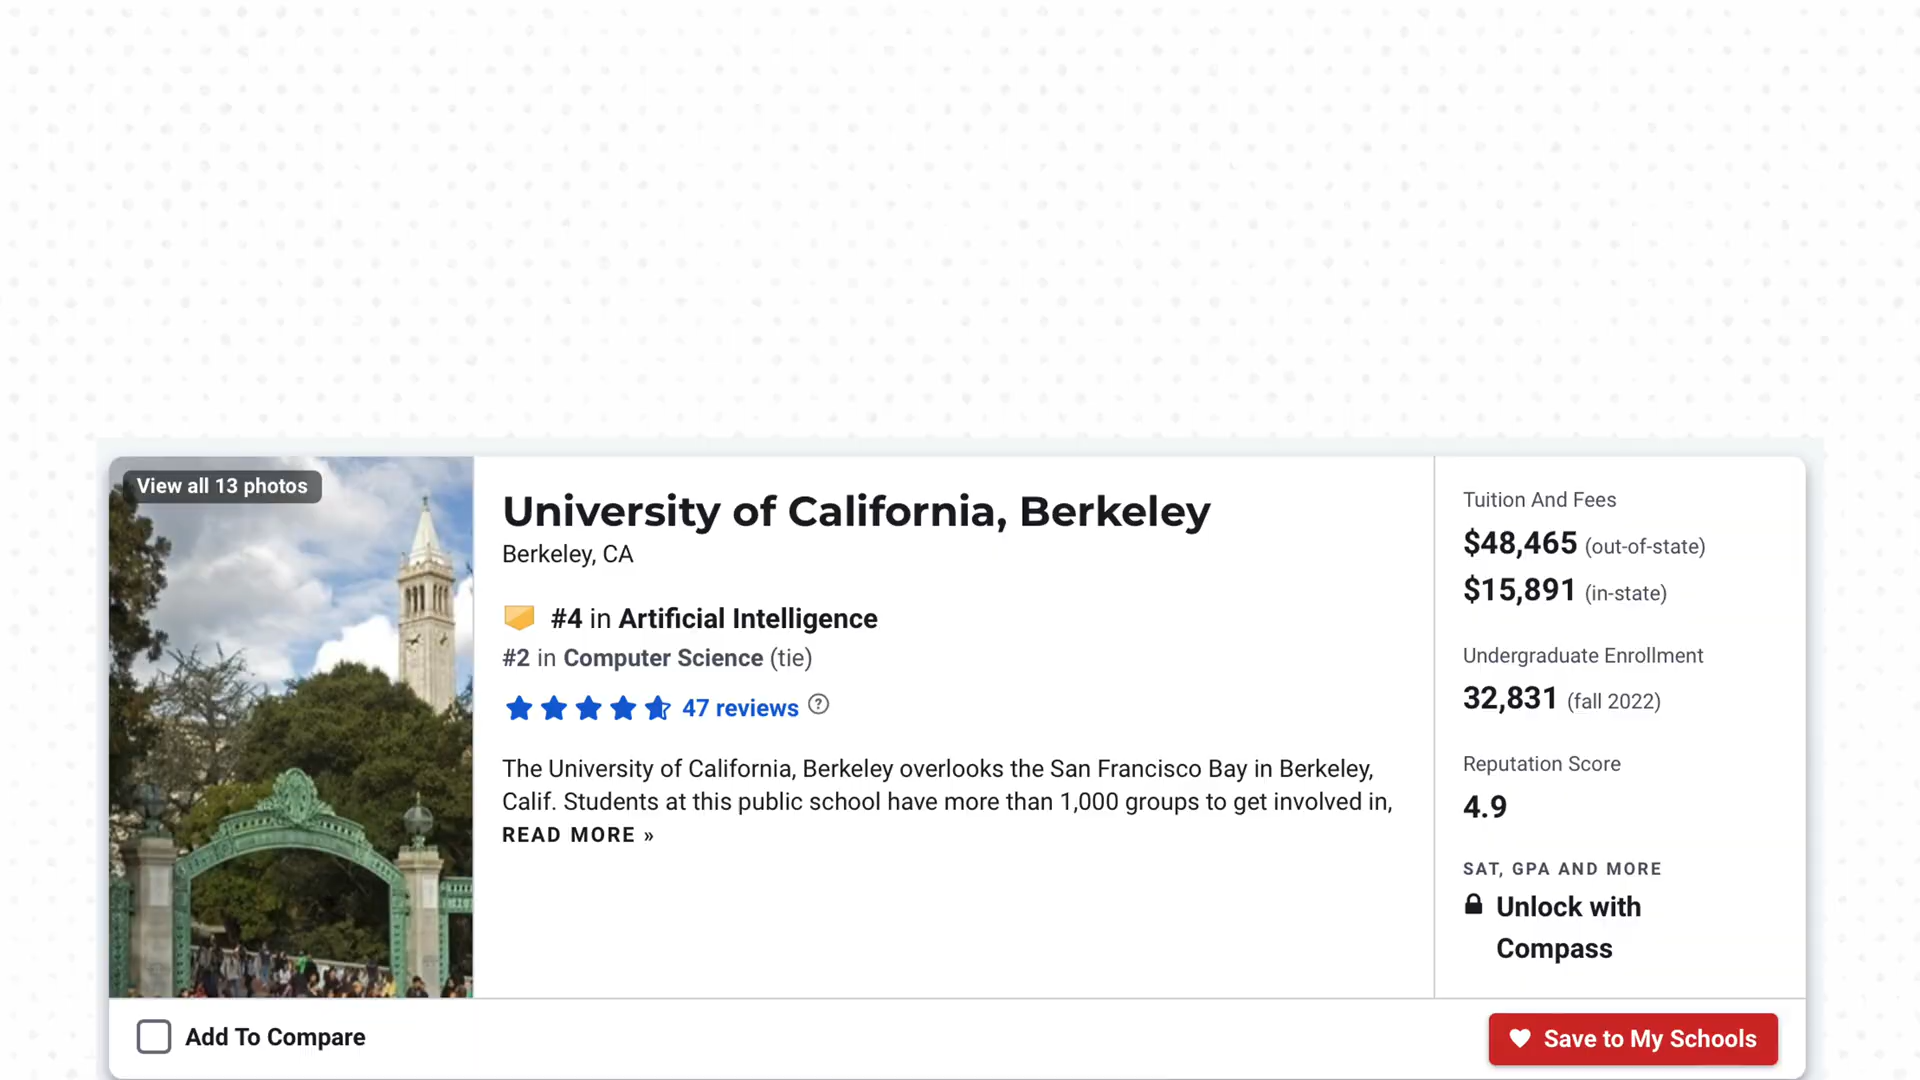 View all 13 photos
University of California, Berkeley
Berkeley, CA
#4 in Artificial Intelligence
#2 in Computer Science (tie)
47 reviews ?
The University of California, Berkeley overlooks the San Francisco Bay in Berkeley,
Calif. Students at this public school have more than 1,000 groups to get involved in,
READ MORE »
Tuition And Fees
$48,465 (out-of-state)
$15,891 (in-state)
Undergraduate Enrollment
32,831 (fall 2022)
Reputation Score
4.9
SAT, GPA AND MORE
Unlock with
Compass
Add To Compare
Save to My Schools